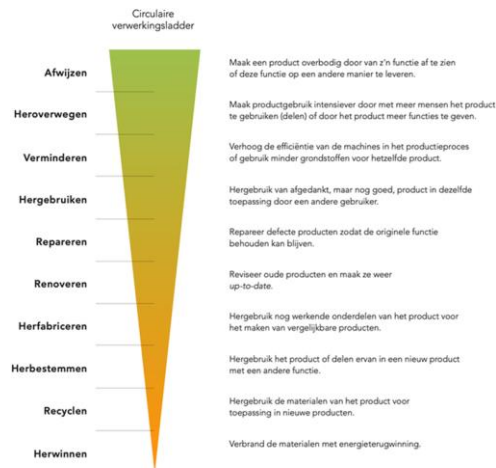 Circulaire
verwerkingsladder
Afwijzen
Maak een product overbodig door van z'n functie af te zien
of deze functie op een andere manier te leveren.
Heroverwegen
Maak productgebruik intensiever door met meer mensen het product
te gebruiken (delen) of door het product meer functies te geven.
Verminderen
Verhoog de efficiëntie van de machines in het productieproces
of gebruik minder grondstoffen voor hetzelfde product.
Hergebruiken
Hergebruik van afgedankt, maar nog goed, product in dezelfde
toepassing door een andere gebruiker.
Repareren
Repareer defecte producten zodat de originele functie
behouden kan blijven.
Renoveren
Reviseer oude producten en maak ze weer
up-to-date.
Herfabriceren
Hergebruik nog werkende onderdelen van het product voor
het maken van vergelijkbare producten.
Herbestemmen
Hergebruik het product of delen ervan in een nieuw product
met een andere functie.
Recyclen
Hergebruik de materialen van het product voor
toepassing in nieuwe producten.
Herwinnen
Verbrand de materialen met energieterugwinning.